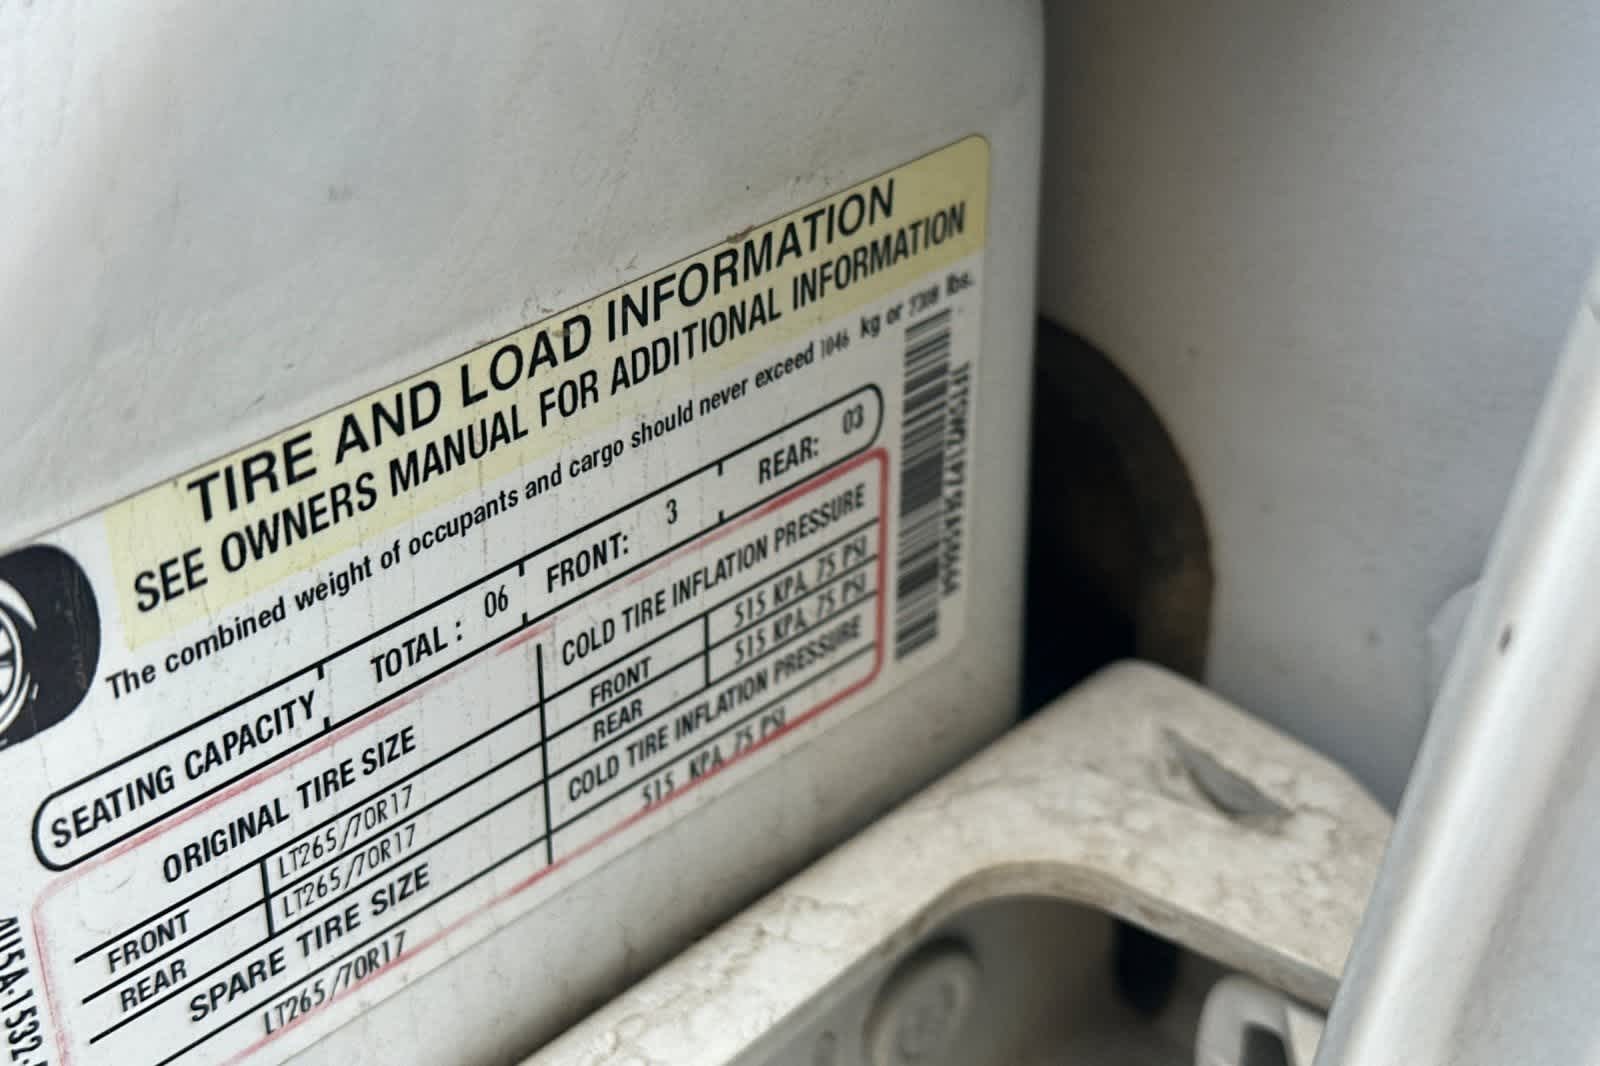 TIRE AND LOAD INFORMATION
SEE OWNERS MANUAL FOR ADDITIONAL INFORMATION
The combined weight of occupants and cargo should never exceed 1046 kg or lbs.
SEATING CAPACITY TOTAL : 06 FRONT: 3 REAR: 03
ORIGINAL TIRE SIZE COLD TIRE INFLATION PRESSURE
FRONT LT265/70R17 FRONT 515 KPA, 75 PSI
REAR LT265/70R17 REAR 515 KPA, 75 PSI
SPARE TIRE SIZE COLD TIRE INFLATION PRESSURE
LT265/70R17 515 KPA, 75 PSI